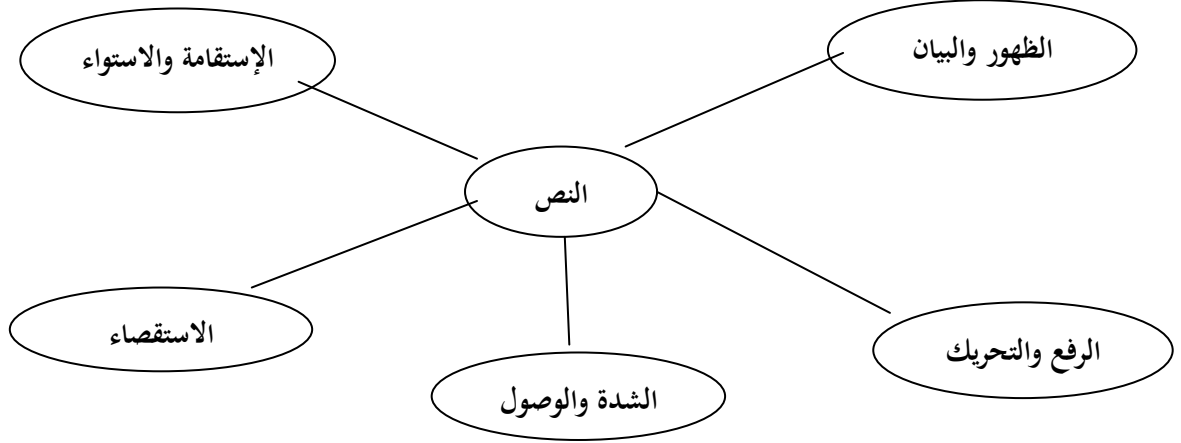 الظهور والبيان
الإستقامة والاستواء
النص
الرفع والتحريك
الاستقصاء
الشدة والوصول